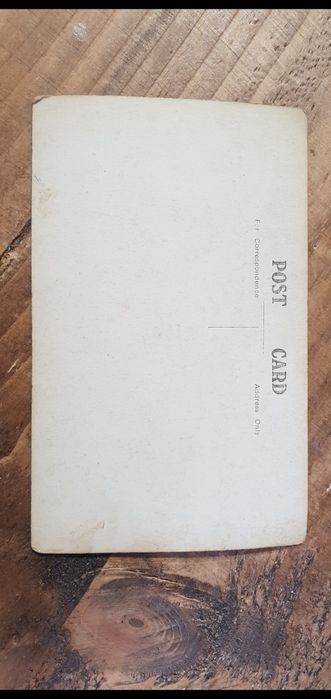 POST CARD
For Correspondence
Address Only